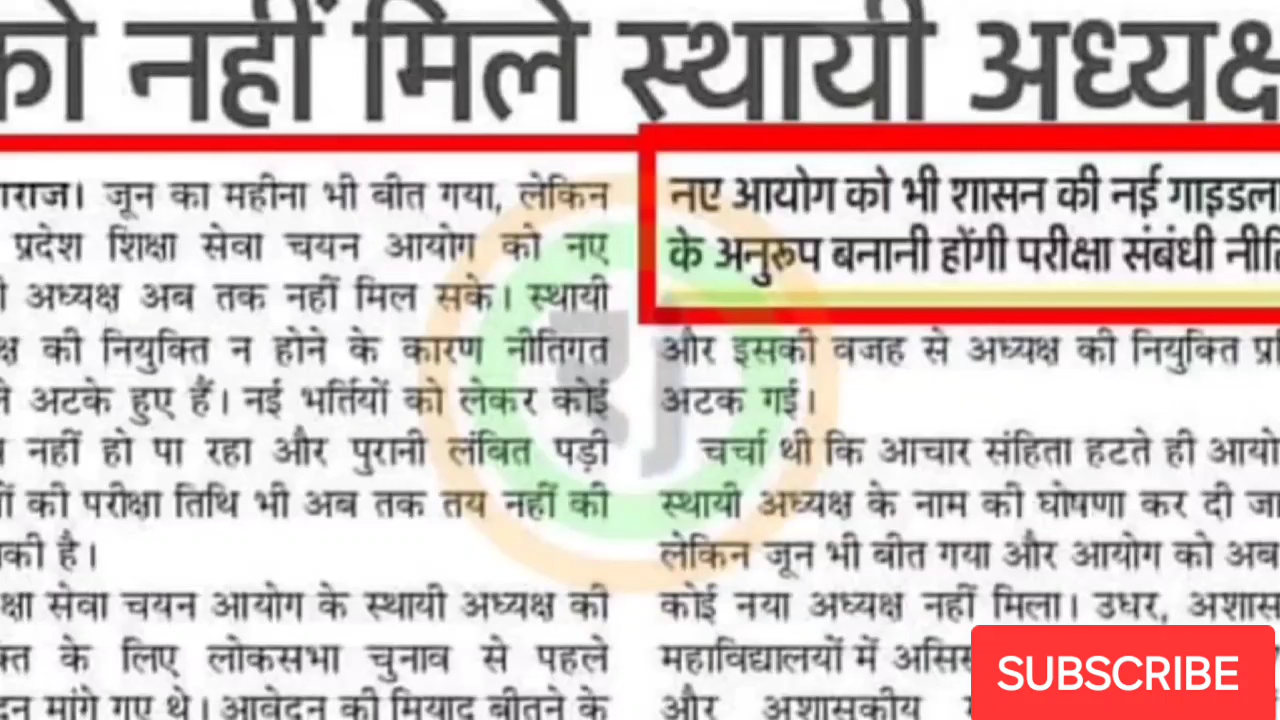 को नहीं मिले स्थायी अध्यक्ष
नए आयोग को भी शासन की नई
के अनुरूप बनानी होंगी परीक्षा संबंधी
जून का महीना भी बीत गया, लेकिन
प्रदेश शिक्षा सेवा चयन आयोग को नए
अध्यक्ष अब तक नहीं मिल सके। स्थायी
की नियुक्ति न होने के कारण नीतिगत
अटके हुए हैं। नई भर्तियों को लेकर कोई
नहीं हो पा रहा और पुरानी लंबित पड़ी
की परीक्षा तिथि भी अब तक तय नहीं की
है।
सेवा चयन आयोग के स्थायी अध्यक्ष की
के लिए लोकसभा चुनाव से पहले
मांगे गए थे। आवेदन की मियाद बीतने के
और इसकी वजह से अध्यक्ष की नियुक्ति
अटक गई।
चर्चा थी कि आचार संहिता हटते ही
स्थायी अध्यक्ष के नाम की घोषणा कर दी
लेकिन जून भी बीत गया और आयोग को अब
कोई नया अध्यक्ष नहीं मिला। उधर,
महाविद्यालयों में
और अशासकीय
SUBSCRIBE